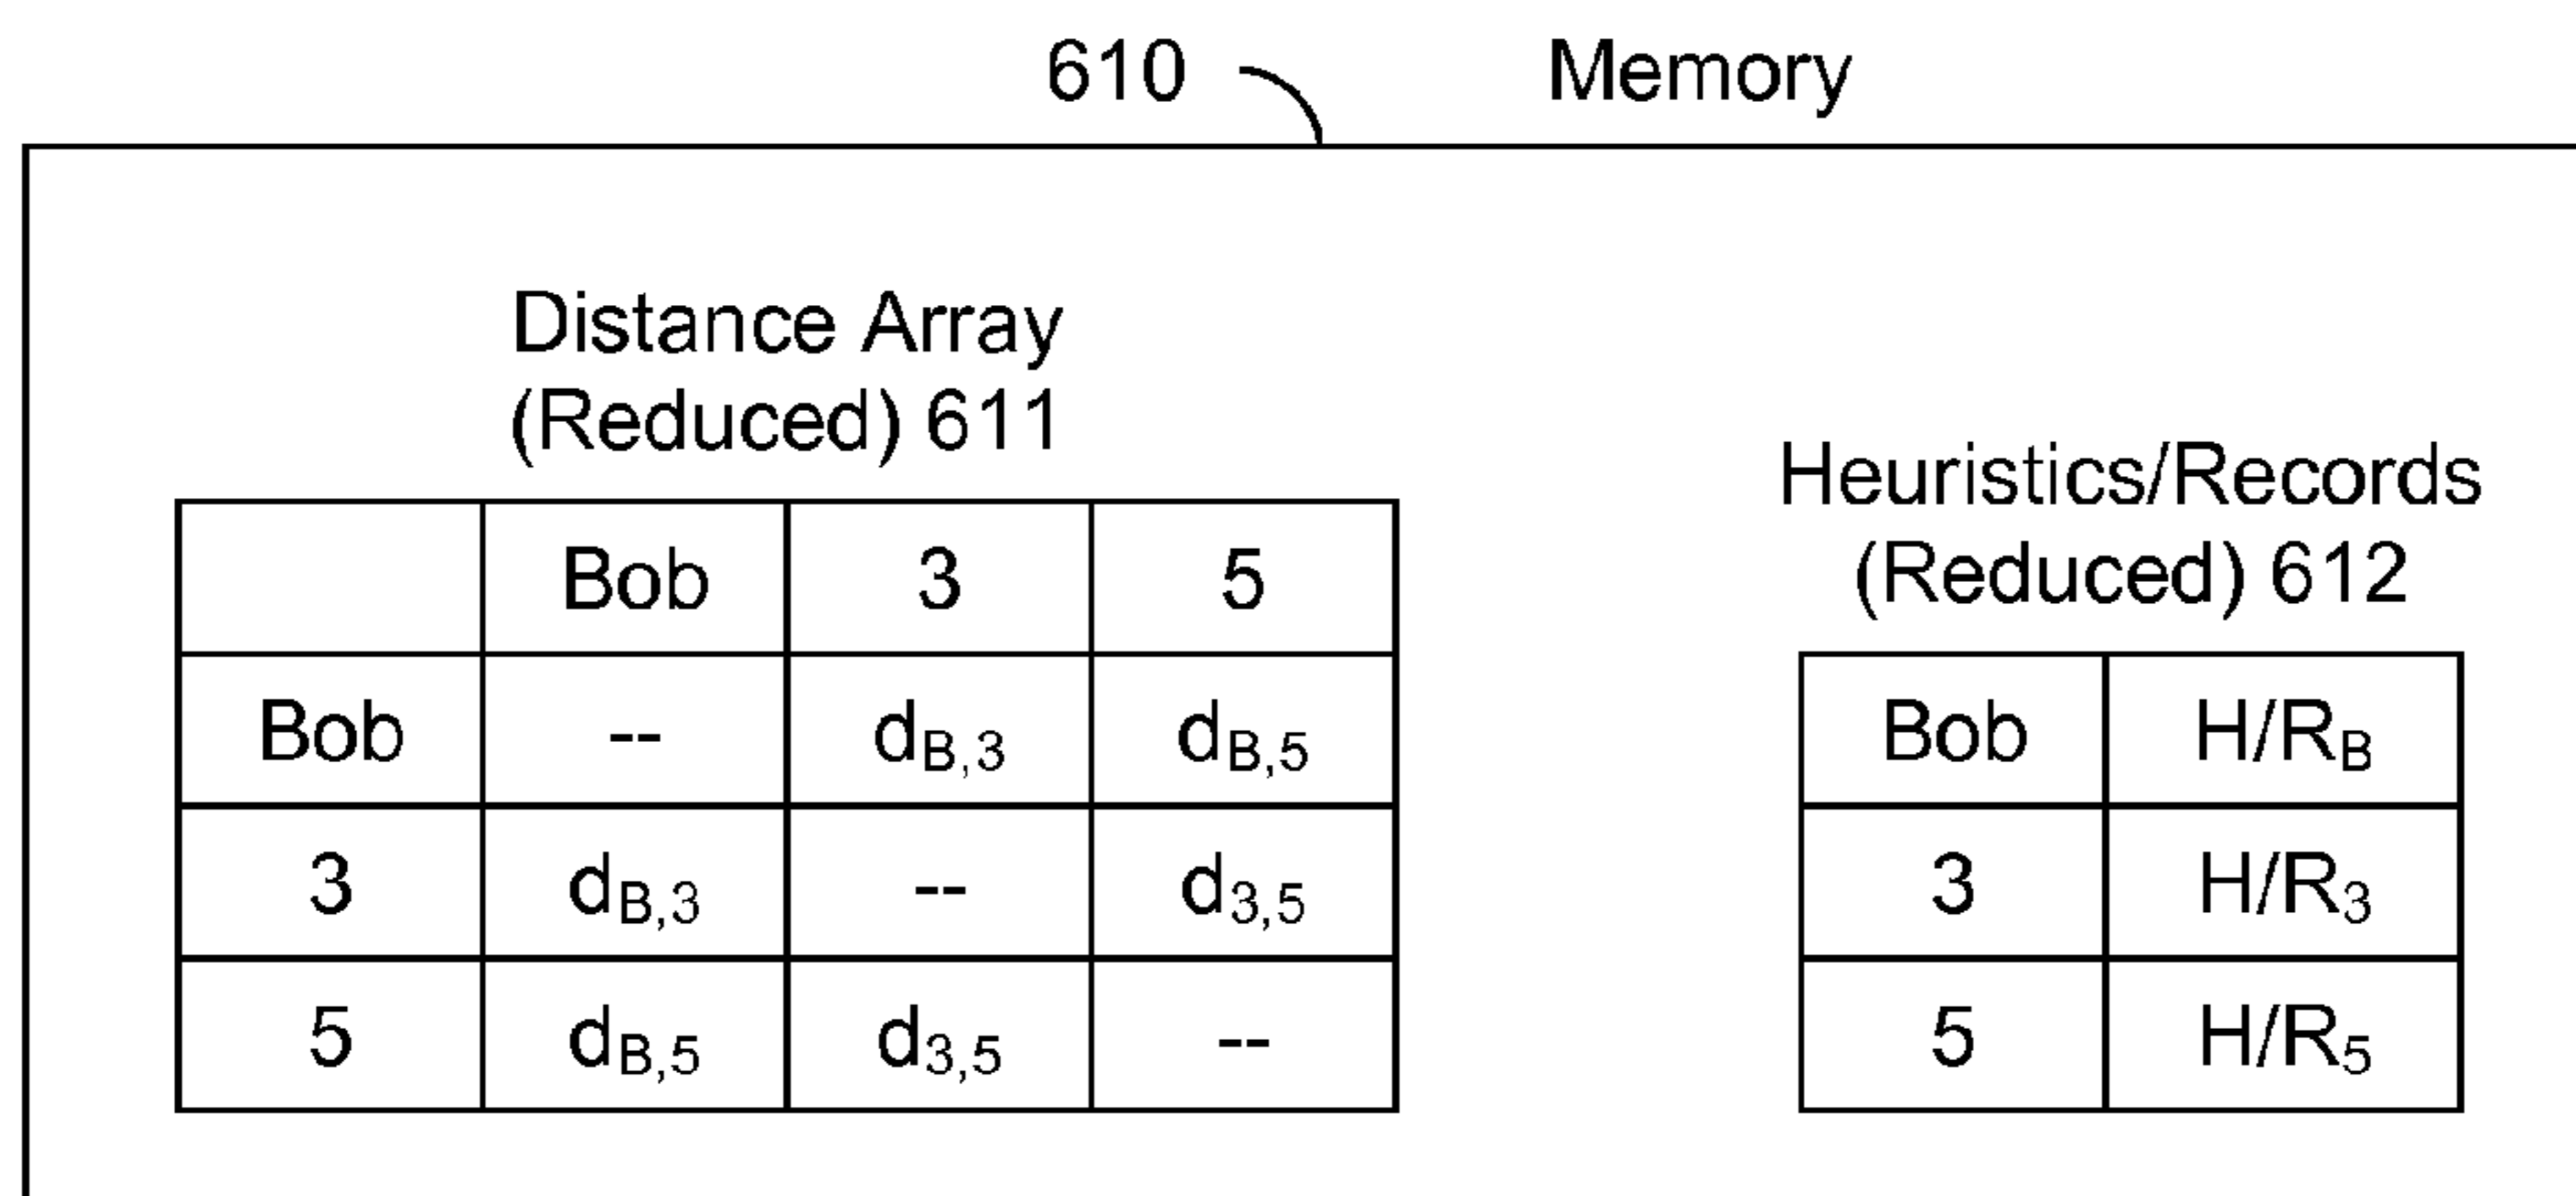 610 Memory
Distance Array
(Reduced) 611
Heuristics/Records
(Reduced) 612
Bob 3 5
Bob -- dB,3 dB,5
3 dB,3 -- d3,5
5 dB,5 d3,5 --
Bob H/RB
3 H/R3
5 H/R5